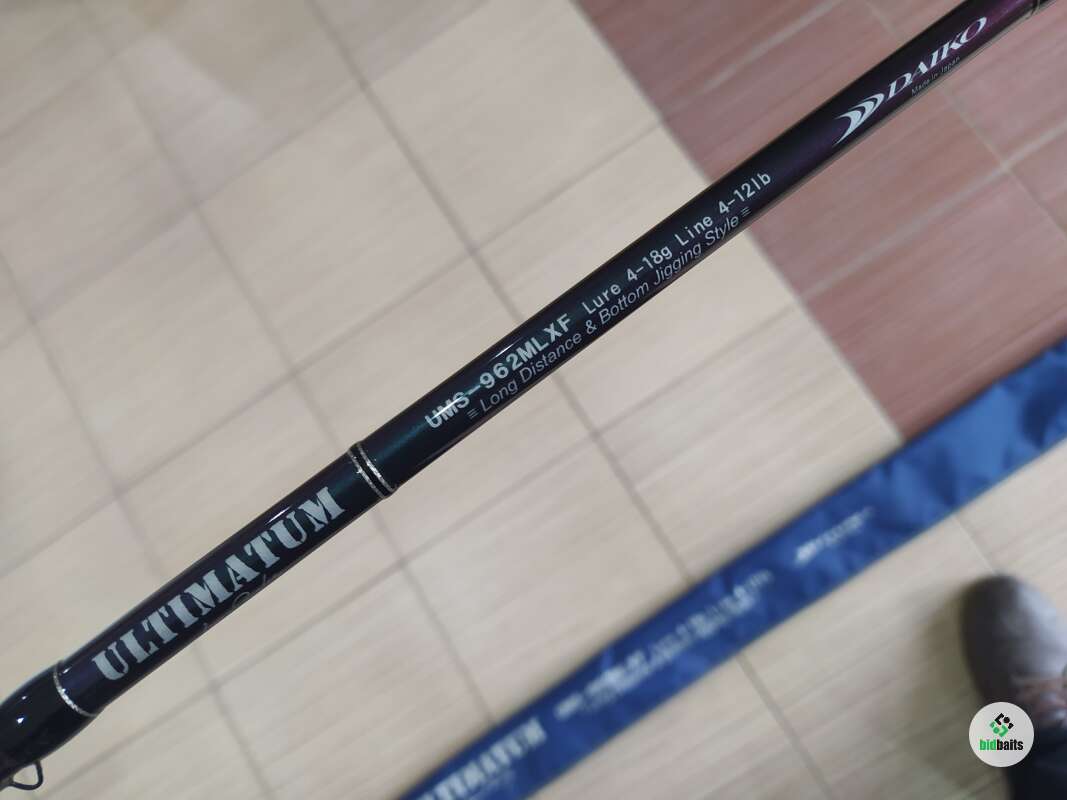 DAIKO
Made in Japan
UMS-962MLXF Lure 4-18g Line 4-12lb
≡ Long Distance & Bottom Jigging Style ≡
ULTIMATUM
ULTIMATUM
bidbaits